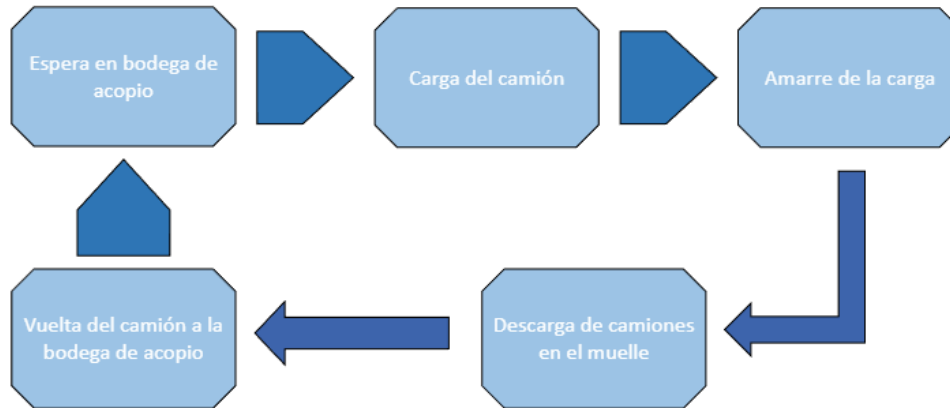 Espera en bodega de
acopio
Carga del camión
Amarre de la carga
Vuelta del camión a la
bodega de acopio
Descarga de camiones
en el muelle